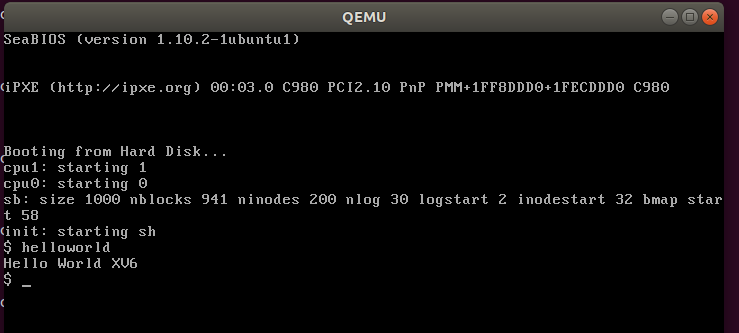 QEMU
SeaBIOS (version 1.10.2-1ubuntu1)
iPXE (http://ipxe.org) 00:03.0 C980 PCI2.10 PnP PMM+1FF8DDD0+1FECDDD0 C980
Booting from Hard Disk...
cpu1: starting 1
cpu0: starting 0
sb: size 1000 nblocks 941 ninodes 200 nlog 30 logstart 2 inodestart 32 bmap star
t 58
init: starting sh
$ helloworld
Hello World XV6
$ _